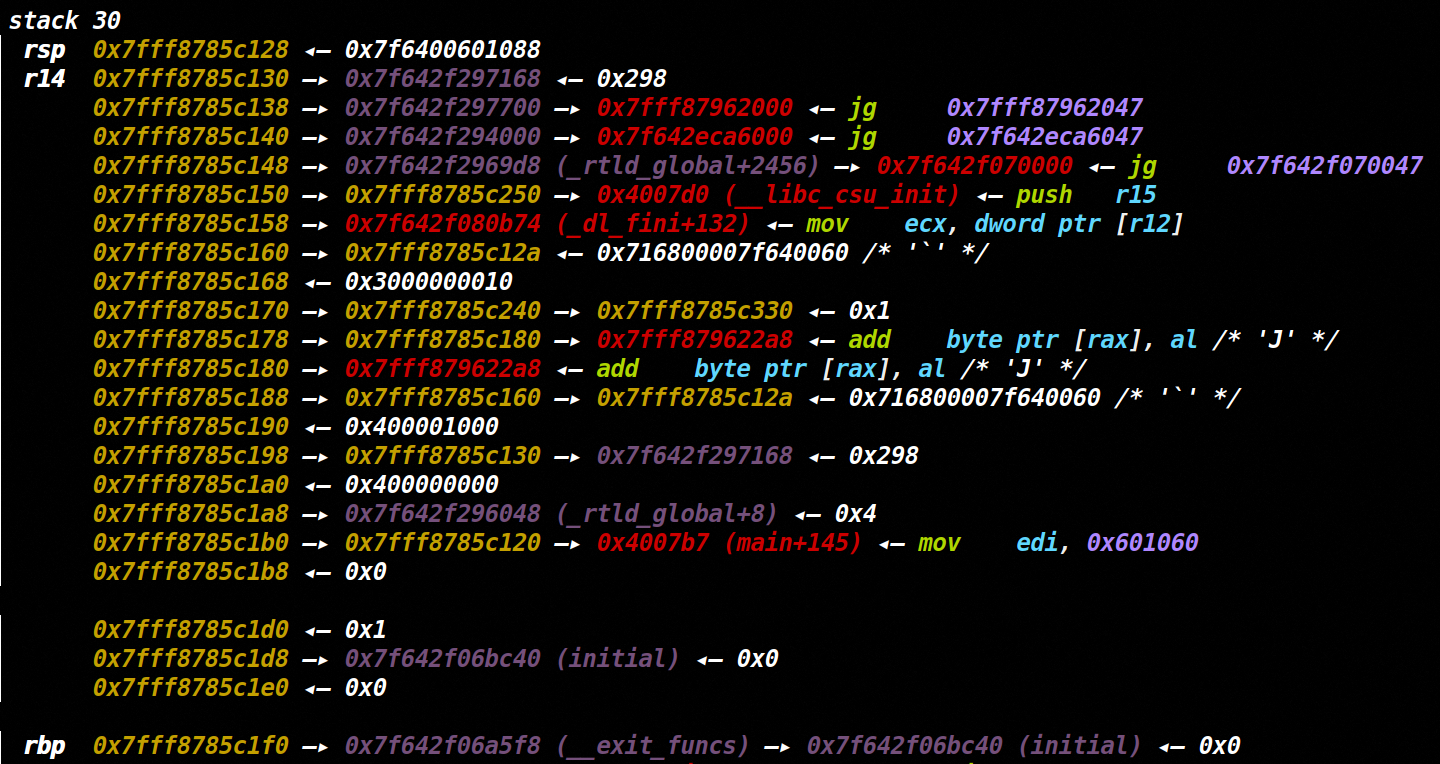 stack 30
rsp 0x7fff8785c128 ◂— 0x7f6400601088
r14 0x7fff8785c130 —▸ 0x7f642f297168 ◂— 0x298
0x7fff8785c138 —▸ 0x7f642f297700 —▸ 0x7fff87962000 ◂— jg 0x7fff87962047
0x7fff8785c140 —▸ 0x7f642f294000 —▸ 0x7f642eca6000 ◂— jg 0x7f642eca6047
0x7fff8785c148 —▸ 0x7f642f2969d8 (_rtld_global+2456) —▸ 0x7f642f070000 ◂— jg 0x7f642f070047
0x7fff8785c150 —▸ 0x7fff8785c250 —▸ 0x4007d0 (__libc_csu_init) ◂— push r15
0x7fff8785c158 —▸ 0x7f642f080b74 (_dl_fini+132) ◂— mov ecx, dword ptr [r12]
0x7fff8785c160 —▸ 0x7fff8785c12a ◂— 0x716800007f640060 /* '`' */
0x7fff8785c168 ◂— 0x3000000010
0x7fff8785c170 —▸ 0x7fff8785c240 —▸ 0x7fff8785c330 ◂— 0x1
0x7fff8785c178 —▸ 0x7fff8785c180 —▸ 0x7fff879622a8 ◂— add byte ptr [rax], al /* 'J' */
0x7fff8785c180 —▸ 0x7fff879622a8 ◂— add byte ptr [rax], al /* 'J' */
0x7fff8785c188 —▸ 0x7fff8785c160 —▸ 0x7fff8785c12a ◂— 0x716800007f640060 /* '`' */
0x7fff8785c190 ◂— 0x400001000
0x7fff8785c198 —▸ 0x7fff8785c130 —▸ 0x7f642f297168 ◂— 0x298
0x7fff8785c1a0 ◂— 0x400000000
0x7fff8785c1a8 —▸ 0x7f642f296048 (_rtld_global+8) ◂— 0x4
0x7fff8785c1b0 —▸ 0x7fff8785c120 —▸ 0x4007b7 (main+145) ◂— mov edi, 0x601060
0x7fff8785c1b8 ◂— 0x0
0x7fff8785c1d0 ◂— 0x1
0x7fff8785c1d8 —▸ 0x7f642f06bc40 (initial) ◂— 0x0
0x7fff8785c1e0 ◂— 0x0
rbp 0x7fff8785c1f0 —▸ 0x7f642f06a5f8 (__exit_funcs) —▸ 0x7f642f06bc40 (initial) ◂— 0x0